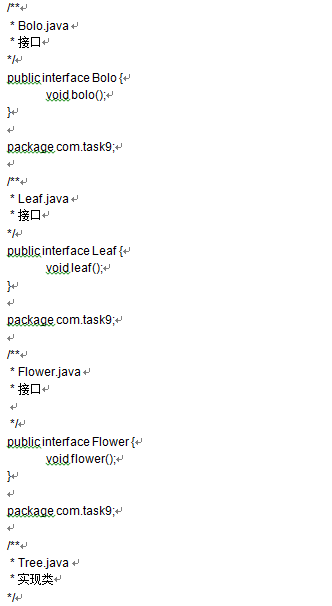 /**
* Bolo.java
* 接口
*/
public interface Bolo {
void bolo();
}
package com.task9;
/**
* Leaf.java
* 接口
*/
public interface Leaf {
void leaf();
}
package com.task9;
/**
* Flower.java
* 接口
*
*/
public interface Flower {
void flower();
}
package com.task9;
/**
* Tree.java
* 实现类
*/